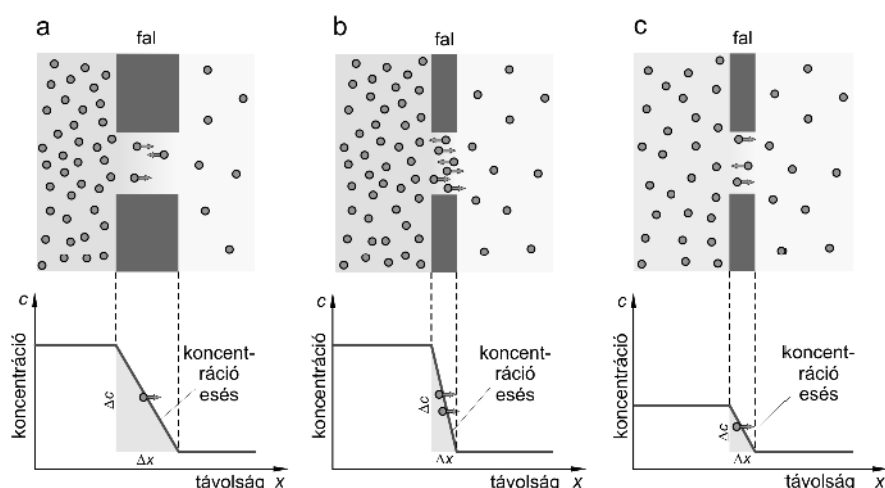 a
fal
b
fal
c
fal
c
koncentráció
Δc
koncent-
ráció
esés
Δx
távolság x
c
koncentráció
Δc
koncent-
ráció
esés
Δx
távolság x
c
koncentráció
Δc
koncent-
ráció
esés
Δx
távolság x